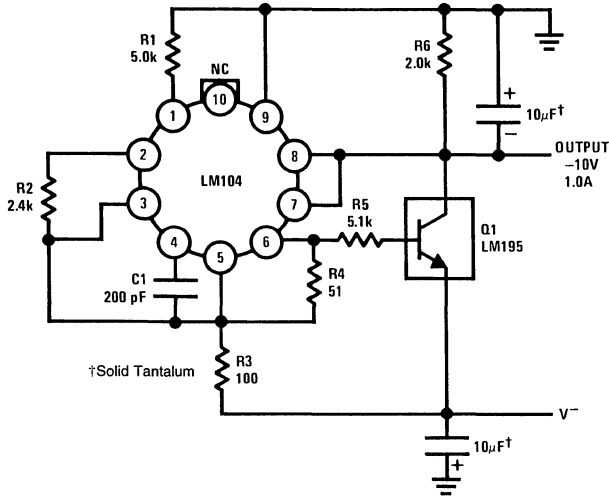 R1
5.0k
NC
10
1
9
R6
2.0k
+
10µF†
−
2
8
OUTPUT
−10V
1.0A
LM104
R2
2.4k
3
7
R5
5.1k
Q1
LM195
4
5
6
C1
200 pF
R4
51
†Solid Tantalum
R3
100
V−
10µF†
+